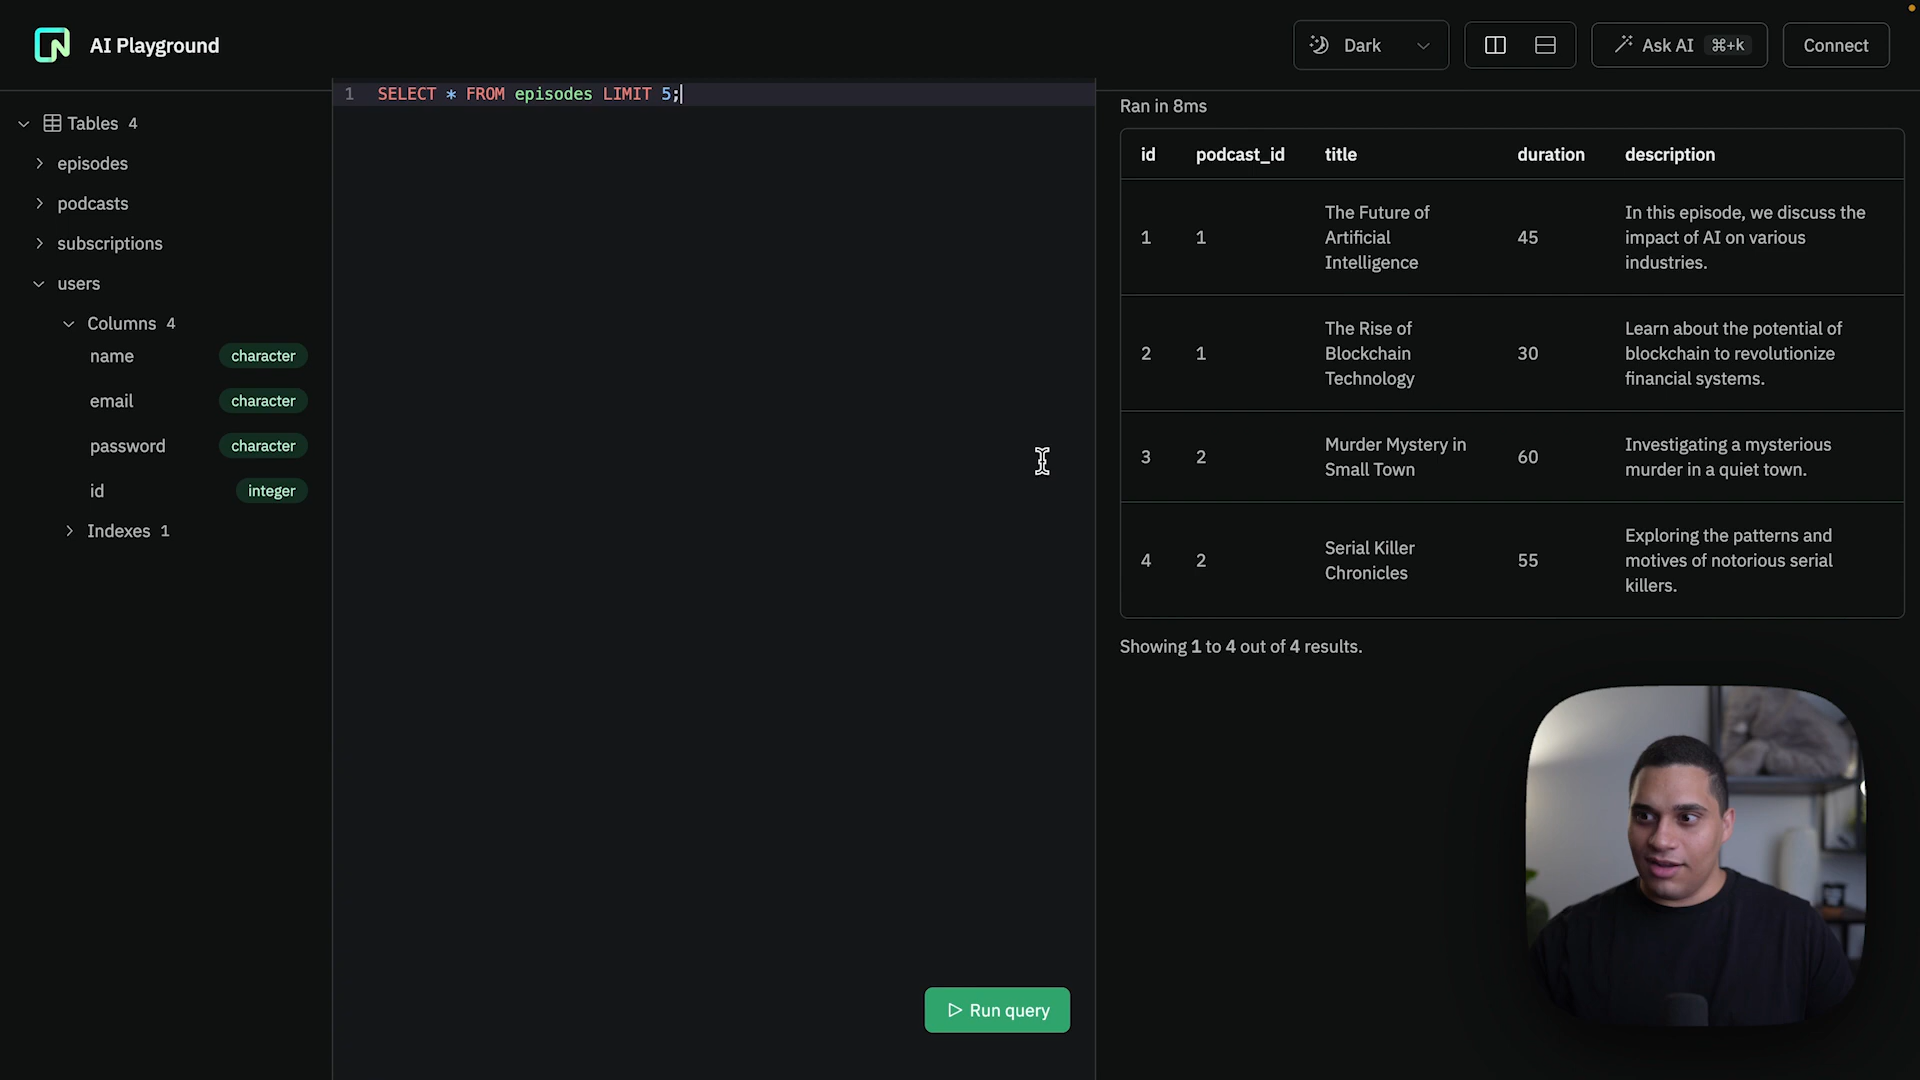 AI Playground
Dark
Ask AI ⌘+k
Connect
Tables 4
episodes
podcasts
subscriptions
users
Columns 4
name character
email character
password character
id integer
Indexes 1
1 SELECT * FROM episodes LIMIT 5;
Run query
Ran in 8ms
id podcast_id title duration description
1 1 The Future of Artificial Intelligence 45 In this episode, we discuss the impact of AI on various industries.
2 1 The Rise of Blockchain Technology 30 Learn about the potential of blockchain to revolutionize financial systems.
3 2 Murder Mystery in Small Town 60 Investigating a mysterious murder in a quiet town.
4 2 Serial Killer Chronicles 55 Exploring the patterns and motives of notorious serial killers.
Showing 1 to 4 out of 4 results.